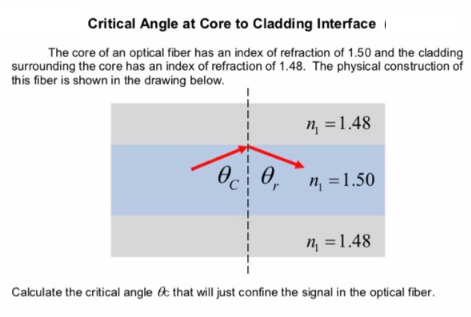 Critical Angle at Core to Cladding Interface
The core of an optical fiber has an index of refraction of 1.50 and the cladding
surrounding the core has an index of refraction of 1.48. The physical construction of
this fiber is shown in the drawing below.
n₁ = 1.48
θ_C θ_r n₁ = 1.50
n₁ = 1.48
Calculate the critical angle θc that will just confine the signal in the optical fiber.